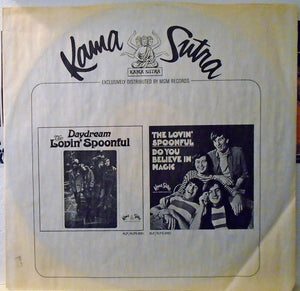 Kama Sutra
KAMA SUTRA
EXCLUSIVELY DISTRIBUTED BY MGM RECORDS
Daydream
The Lovin' Spoonful
THE LOVIN'
SPOONFUL
DO YOU
BELIEVE IN
MAGIC